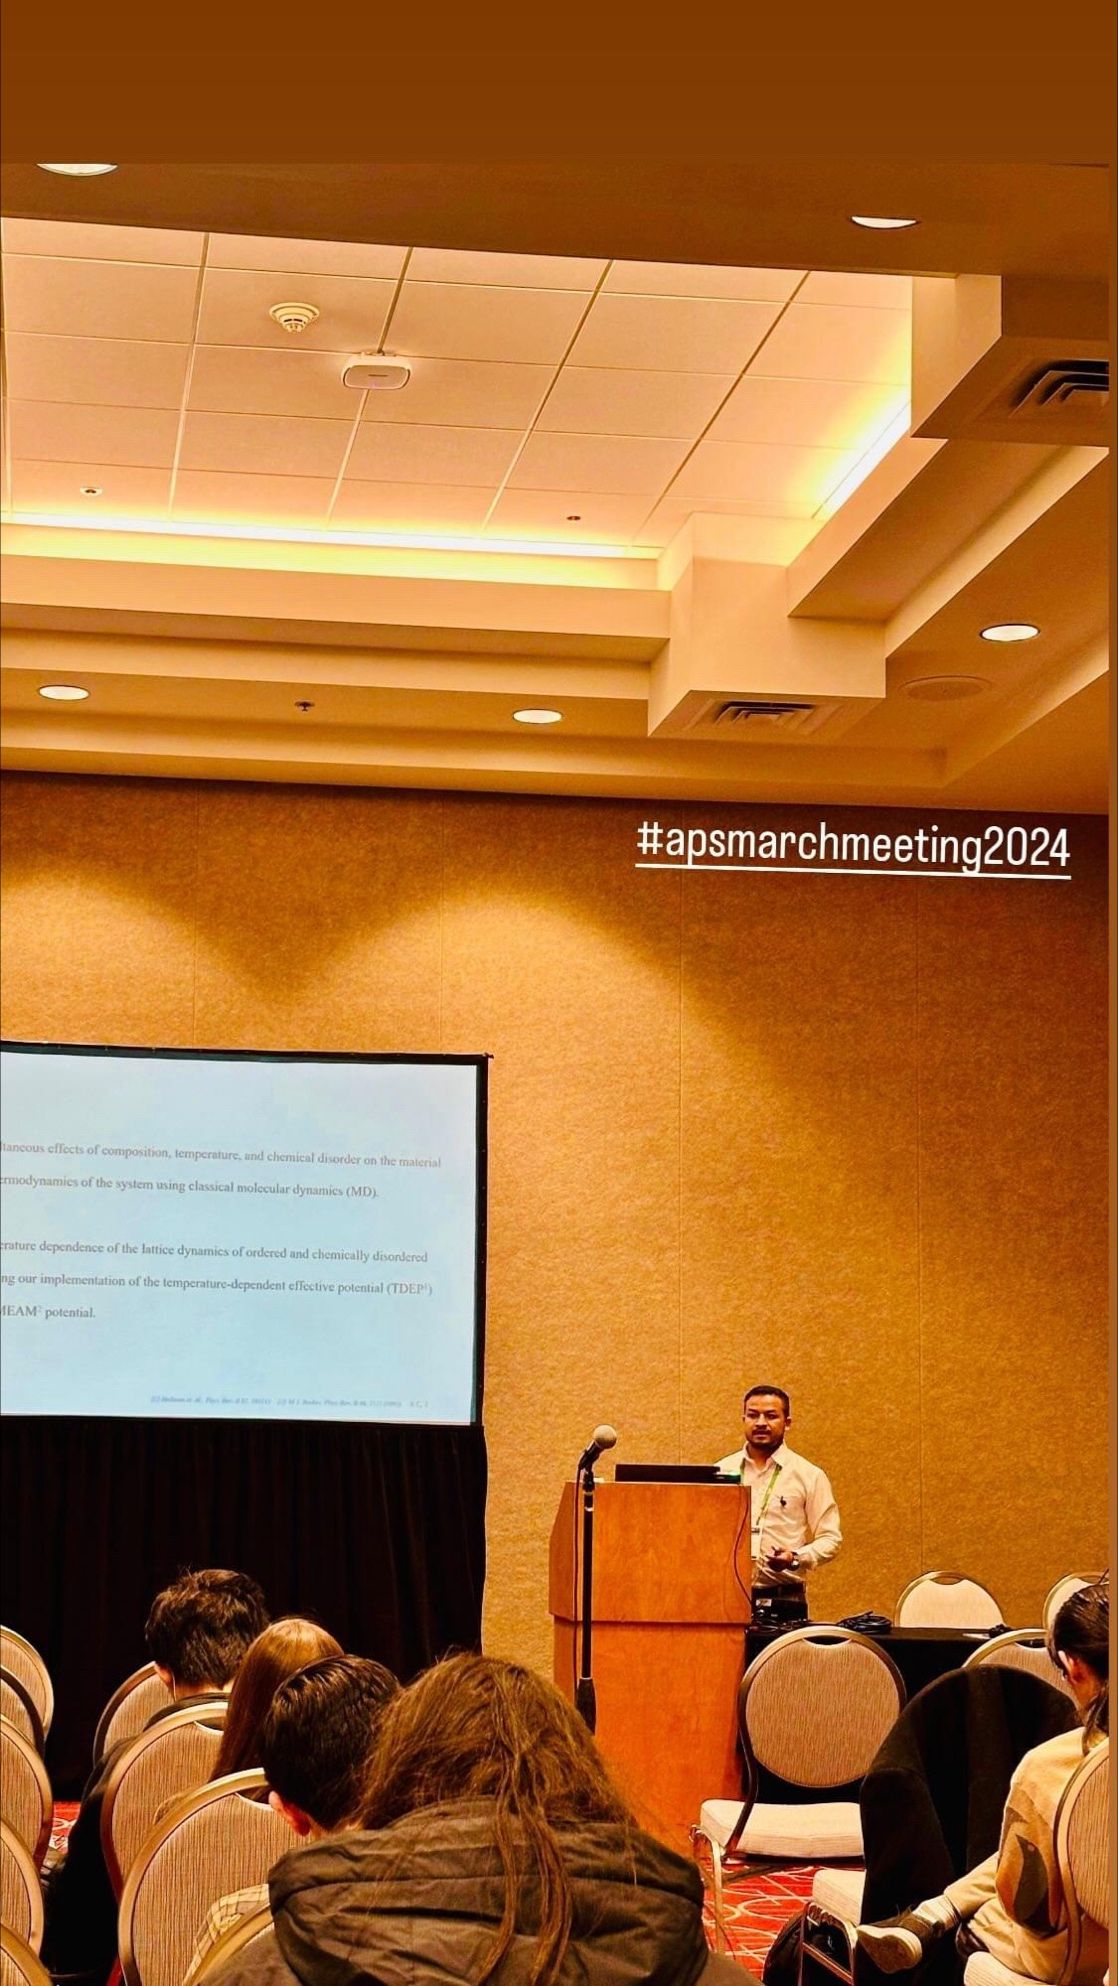 #apsmarchmeeting2024
ltaneous effects of composition, temperature, and chemical disorder on the material
ermodynamics of the system using classical molecular dynamics (MD).
erature dependence of the lattice dynamics of ordered and chemically disordered
ng our implementation of the temperature-dependent effective potential (TDEP¹)
MEAM² potential.